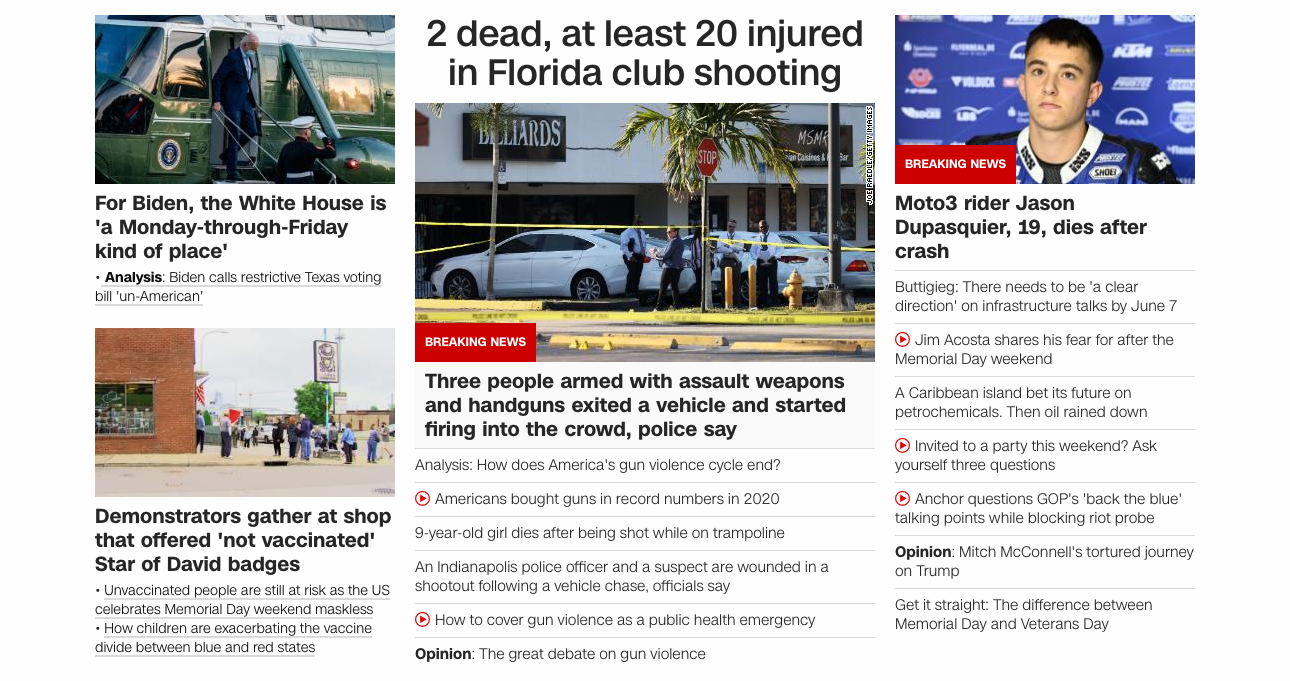 For Biden, the White House is
'a Monday-through-Friday
kind of place'
• Analysis: Biden calls restrictive Texas voting
bill 'un-American'
Demonstrators gather at shop
that offered 'not vaccinated'
Star of David badges
• Unvaccinated people are still at risk as the US
celebrates Memorial Day weekend maskless
• How children are exacerbating the vaccine
divide between blue and red states
2 dead, at least 20 injured
in Florida club shooting
BILLIARDS
STOP
JOE RAEDLE/GETTY IMAGES
BREAKING NEWS
Three people armed with assault weapons
and handguns exited a vehicle and started
firing into the crowd, police say
Analysis: How does America's gun violence cycle end?
Americans bought guns in record numbers in 2020
9-year-old girl dies after being shot while on trampoline
An Indianapolis police officer and a suspect are wounded in a
shootout following a vehicle chase, officials say
How to cover gun violence as a public health emergency
Opinion: The great debate on gun violence
FLYERDEAL.DE
KTM
VOLDUCK
PRÜSTEL
LBS
MAN
SHOEI
BREAKING NEWS
Moto3 rider Jason
Dupasquier, 19, dies after
crash
Buttigieg: There needs to be 'a clear
direction' on infrastructure talks by June 7
Jim Acosta shares his fear for after the
Memorial Day weekend
A Caribbean island bet its future on
petrochemicals. Then oil rained down
Invited to a party this weekend? Ask
yourself three questions
Anchor questions GOP's 'back the blue'
talking points while blocking riot probe
Opinion: Mitch McConnell's tortured journey
on Trump
Get it straight: The difference between
Memorial Day and Veterans Day